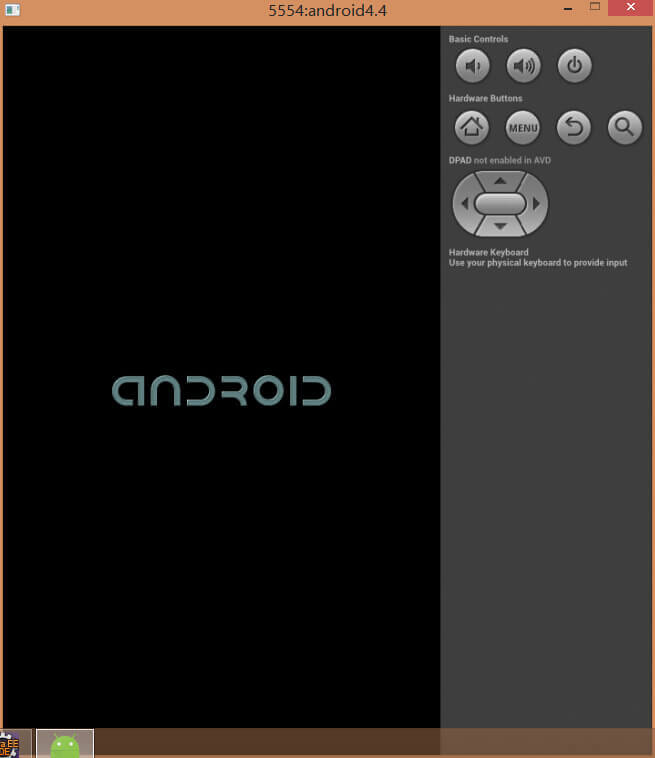 5554:android4.4
Basic Controls
Hardware Buttons
MENU
DPAD not enabled in AVD
Hardware Keyboard
Use your physical keyboard to provide input
ANDROID